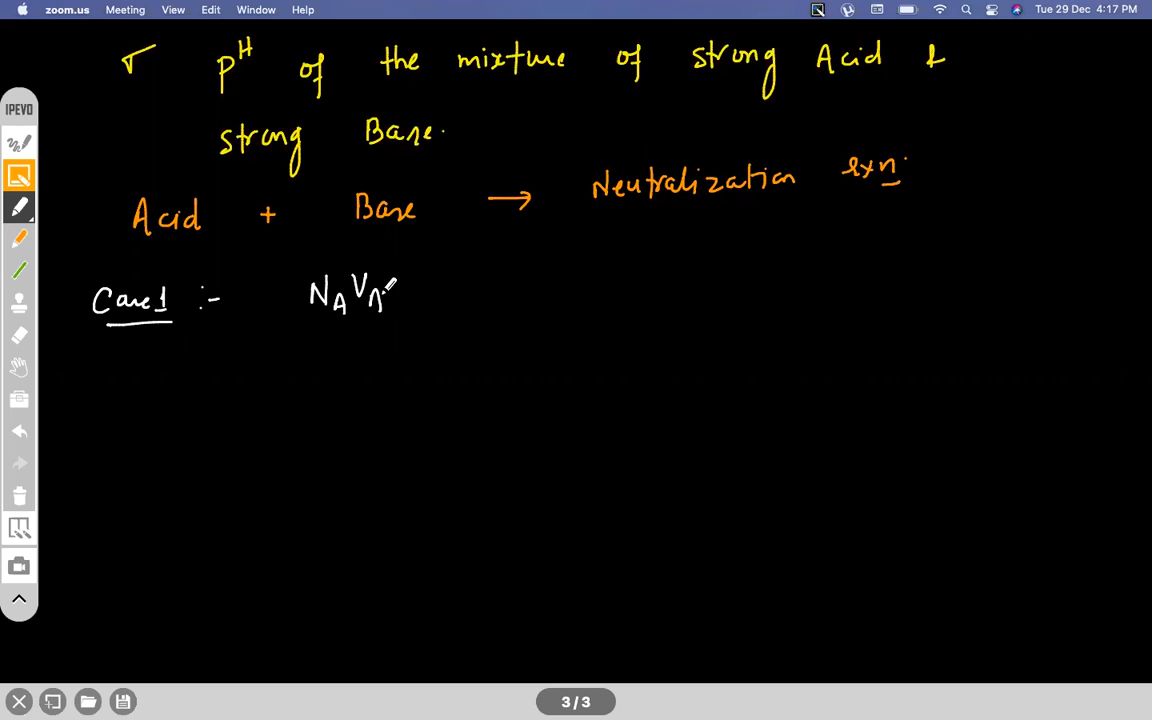 zoom.us Meeting View Edit Window Help Tue 29 Dec 4:17 PM
IPEVO
pH of the mixture of strong Acid &
strong Base.
Acid + Base → Neutralization rxn.
Case 1 :- NAVA
3 / 3